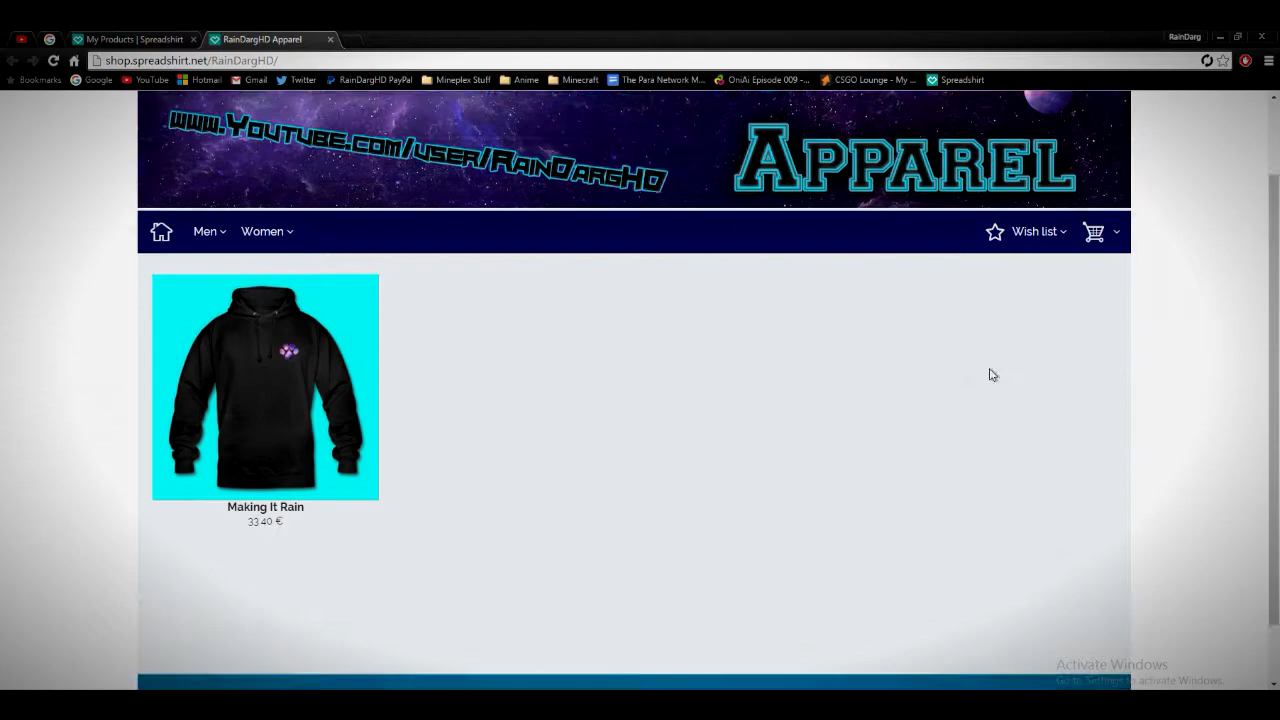 My Products | Spreadshirt
RainDargHD Apparel
RainDarg
shop.spreadshirt.net/RainDargHD/
Bookmarks Google YouTube Hotmail Gmail Twitter RainDargHD PayPal Mineplex Stuff Anime Minecraft The Para Network M... OniAi Episode 009 -... CSGO Lounge - My ... Spreadshirt
www.Youtube.com/user/RainDargHD
Apparel
Men Women Wish list
Making It Rain
33.40 €
Activate Windows
Go to Settings to activate Windows.